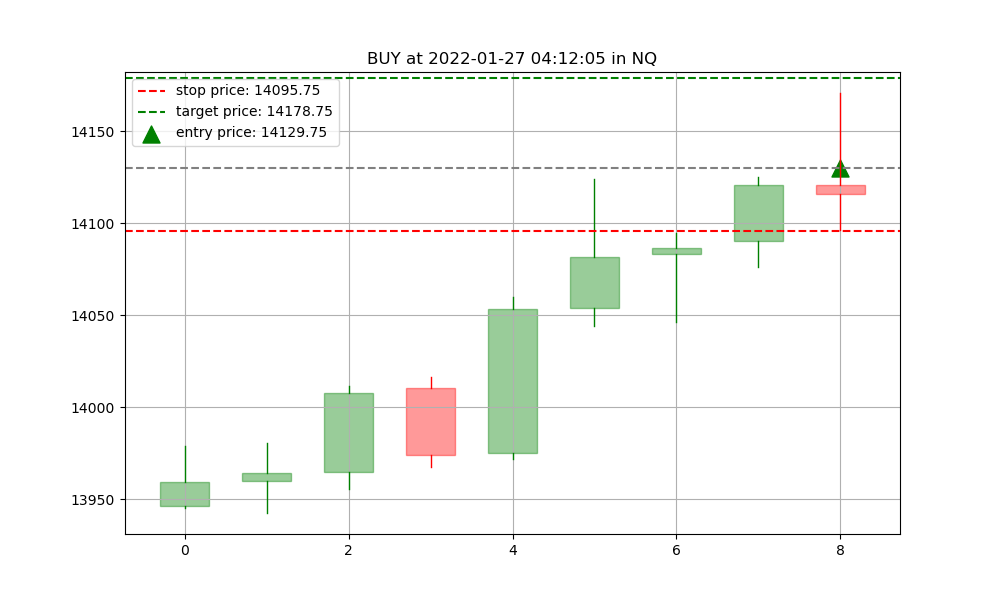 BUY at 2022-01-27 04:12:05 in NQ
stop price: 14095.75
target price: 14178.75
entry price: 14129.75
14150
14100
14050
14000
13950
0 2 4 6 8